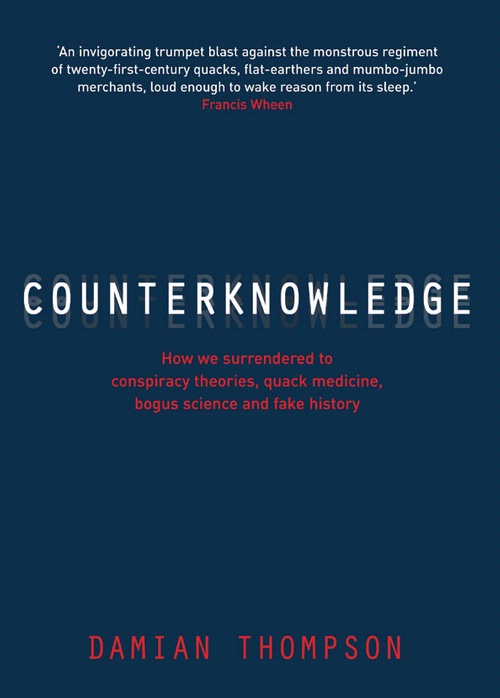 ‘An invigorating trumpet blast against the monstrous regiment
of twenty-first-century quacks, flat-earthers and mumbo-jumbo
merchants, loud enough to wake reason from its sleep.’
Francis Wheen
COUNTERKNOWLEDGE
How we surrendered to
conspiracy theories, quack medicine,
bogus science and fake history
DAMIAN THOMPSON